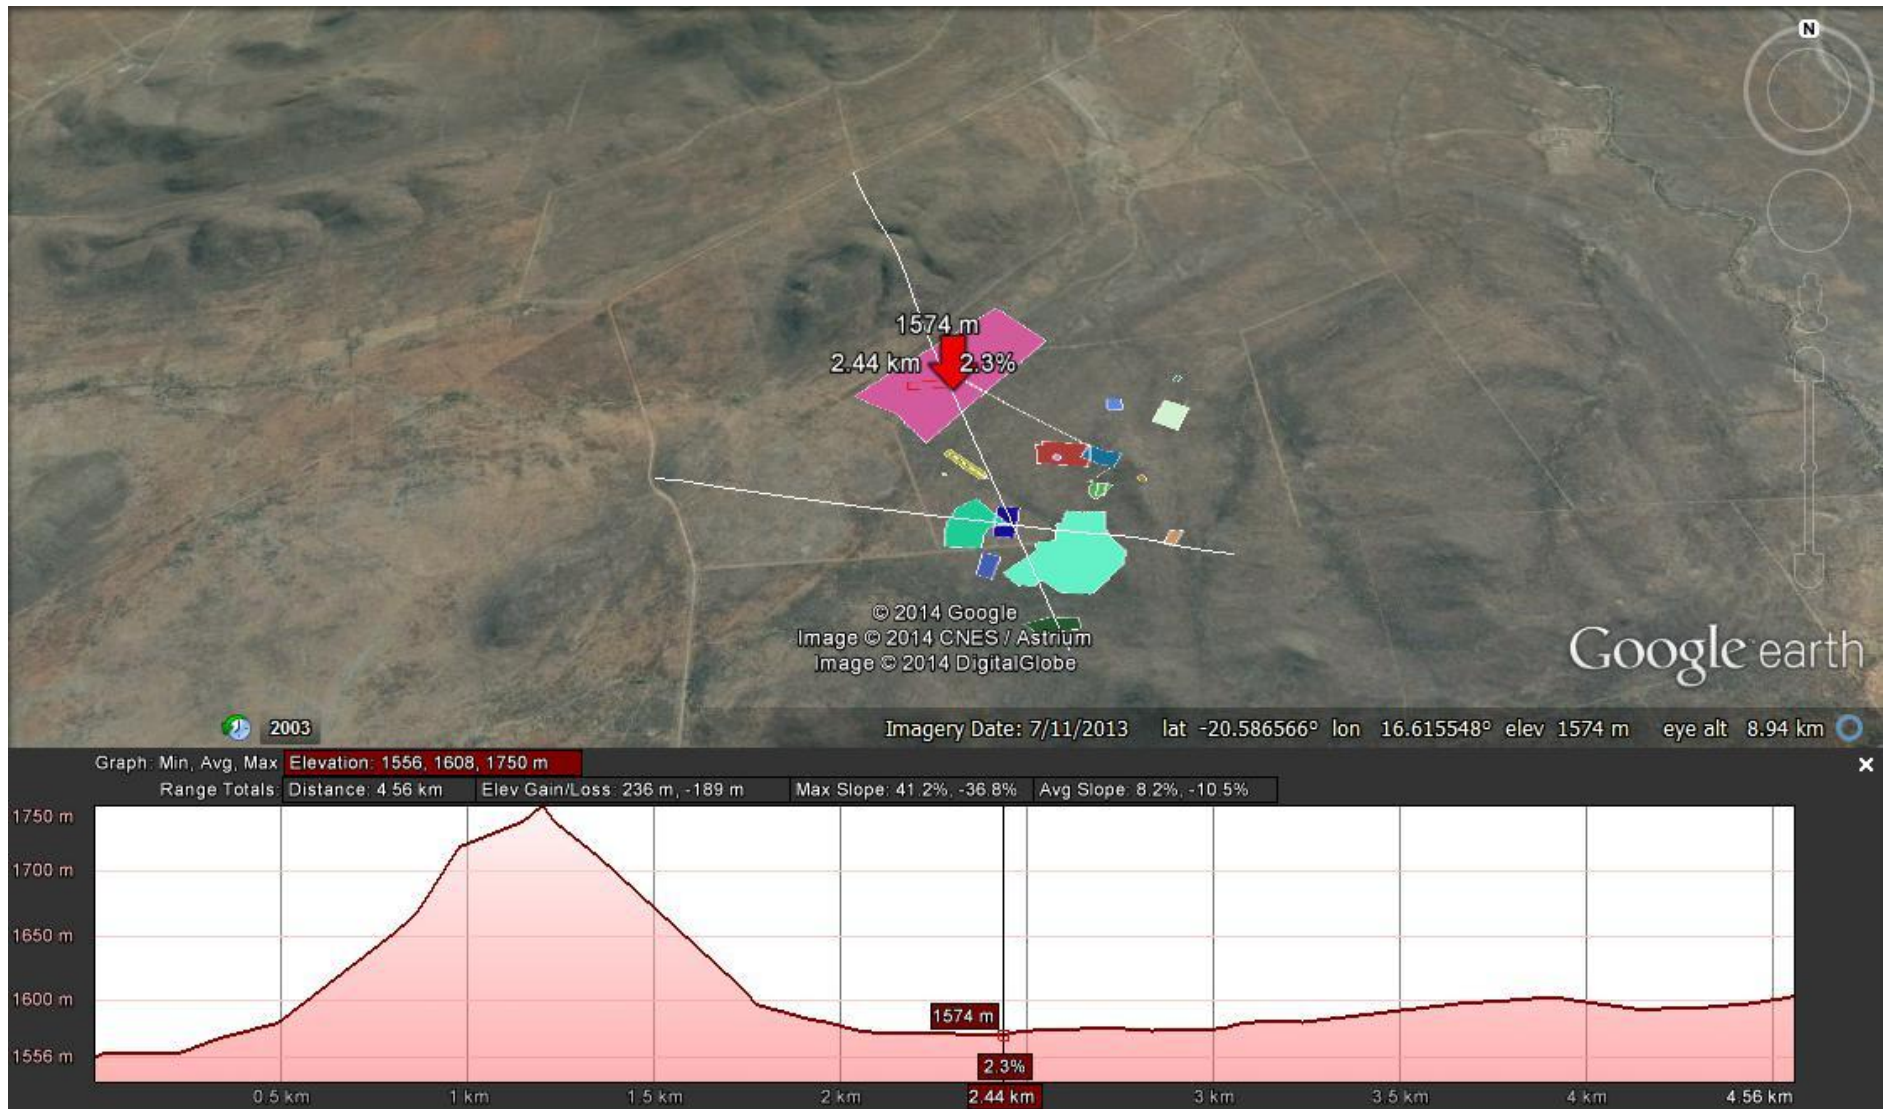 N
1574 m
2.44 km 2.3%
© 2014 Google
Image © 2014 CNES / Astrium
Image © 2014 DigitalGlobe
Google earth
2003
Imagery Date: 7/11/2013 lat -20.586566° lon 16.615548° elev 1574 m eye alt 8.94 km
Graph: Min, Avg, Max Elevation: 1556, 1608, 1750 m
Range Totals: Distance: 4.56 km Elev Gain/Loss: 236 m, -189 m Max Slope: 41.2%, -36.8% Avg Slope: 8.2%, -10.5%
1750 m
1700 m
1650 m
1600 m
1556 m
1574 m
2.3%
0.5 km 1 km 1.5 km 2 km 2.44 km 3 km 3.5 km 4 km 4.56 km